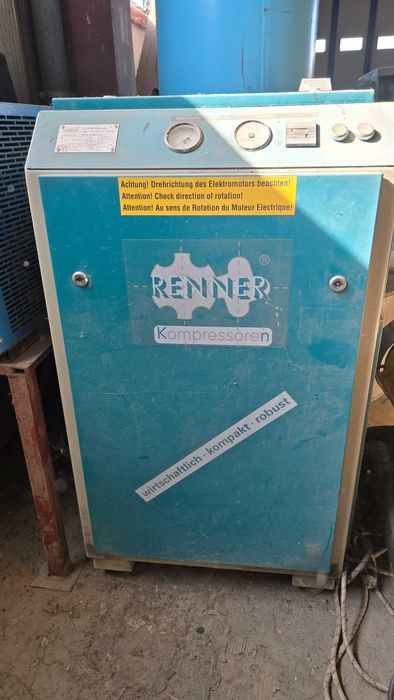 Achtung! Drehrichtung des Elektromotors beachten!
Attention! Check direction of rotation!
Attention! Au sens de Rotation du Moteur Electrique!
®
RENNER
Kompressoren
wirtschaftlich · kompakt · robust